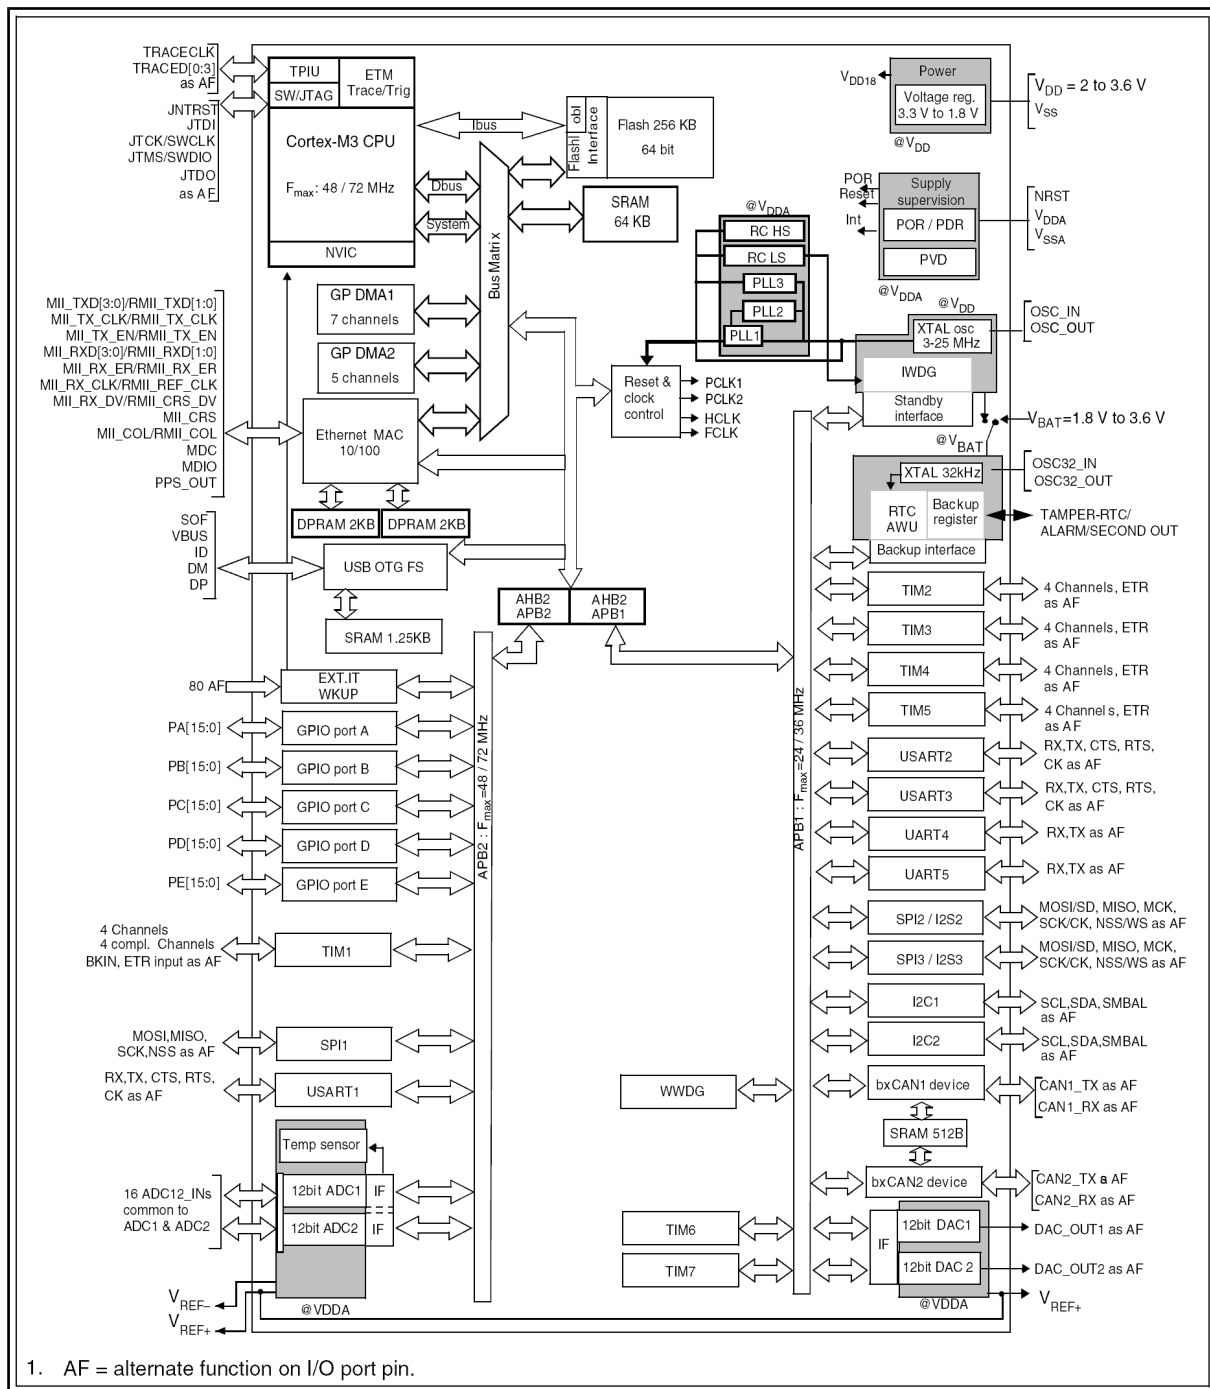 TRACECLK
TRACED[0:3]
as AF
JNTRST
JTDI
JTCK/SWCLK
JTMS/SWDIO
JTDO
as AF
TPIU
SW/JTAG
ETM
Trace/Trig
Cortex-M3 CPU
Fmax: 48 / 72 MHz
NVIC
Ibus
Dbus
System
Bus Matrix
FlashI
obl
Interface
Flash 256 KB
64 bit
SRAM
64 KB
VDD18
Power
Voltage reg.
3.3 V to 1.8 V
@VDD
VDD = 2 to 3.6 V
VSS
POR
Reset
Int
Supply
supervision
POR / PDR
PVD
@VDDA
NRST
VDDA
VSSA
@VDDA
RC HS
RC LS
PLL3
PLL2
PLL1
@VDD
XTAL osc
3-25 MHz
IWDG
Standby
interface
OSC_IN
OSC_OUT
VBAT=1.8 V to 3.6 V
@VBAT
Reset &
clock
control
PCLK1
PCLK2
HCLK
FCLK
GP DMA1
7 channels
GP DMA2
5 channels
MII_TXD[3:0]/RMII_TXD[1:0]
MII_TX_CLK/RMII_TX_CLK
MII_TX_EN/RMII_TX_EN
MII_RXD[3:0]/RMII_RXD[1:0]
MII_RX_ER/RMII_RX_ER
MII_RX_CLK/RMII_REF_CLK
MII_RX_DV/RMII_CRS_DV
MII_CRS
MII_COL/RMII_COL
MDC
MDIO
PPS_OUT
Ethernet MAC
10/100
DPRAM 2KB
DPRAM 2KB
SOF
VBUS
ID
DM
DP
USB OTG FS
SRAM 1.25KB
XTAL 32kHz
RTC
AWU
Backup
register
Backup interface
OSC32_IN
OSC32_OUT
TAMPER-RTC/
ALARM/SECOND OUT
AHB2
APB2
AHB2
APB1
80 AF
EXT.IT
WKUP
PA[15:0]
GPIO port A
PB[15:0]
GPIO port B
PC[15:0]
GPIO port C
PD[15:0]
GPIO port D
PE[15:0]
GPIO port E
4 Channels
4 compl. Channels
BKIN, ETR input as AF
TIM1
MOSI,MISO,
SCK,NSS as AF
SPI1
RX,TX, CTS, RTS,
CK as AF
USART1
Temp sensor
16 ADC12_INs
common to
ADC1 & ADC2
12bit ADC1
IF
12bit ADC2
IF
VREF–
VREF+
@VDDA
APB2 : Fmax=48 / 72 MHz
APB1 : Fmax=24 / 36 MHz
TIM2
4 Channels, ETR
as AF
TIM3
4 Channels, ETR
as AF
TIM4
4 Channels, ETR
as AF
TIM5
4 Channels, ETR
as AF
USART2
RX,TX, CTS, RTS,
CK as AF
USART3
RX,TX, CTS, RTS,
CK as AF
UART4
RX,TX as AF
UART5
RX,TX as AF
SPI2 / I2S2
MOSI/SD, MISO, MCK,
SCK/CK, NSS/WS as AF
SPI3 / I2S3
MOSI/SD, MISO, MCK,
SCK/CK, NSS/WS as AF
I2C1
SCL,SDA,SMBAL
as AF
I2C2
SCL,SDA,SMBAL
as AF
WWDG
bxCAN1 device
CAN1_TX as AF
CAN1_RX as AF
SRAM 512B
bxCAN2 device
CAN2_TX a AF
CAN2_RX as AF
TIM6
TIM7
IF
12bit DAC1
DAC_OUT1 as AF
12bit DAC 2
DAC_OUT2 as AF
@VDDA
VREF+
1. AF = alternate function on I/O port pin.